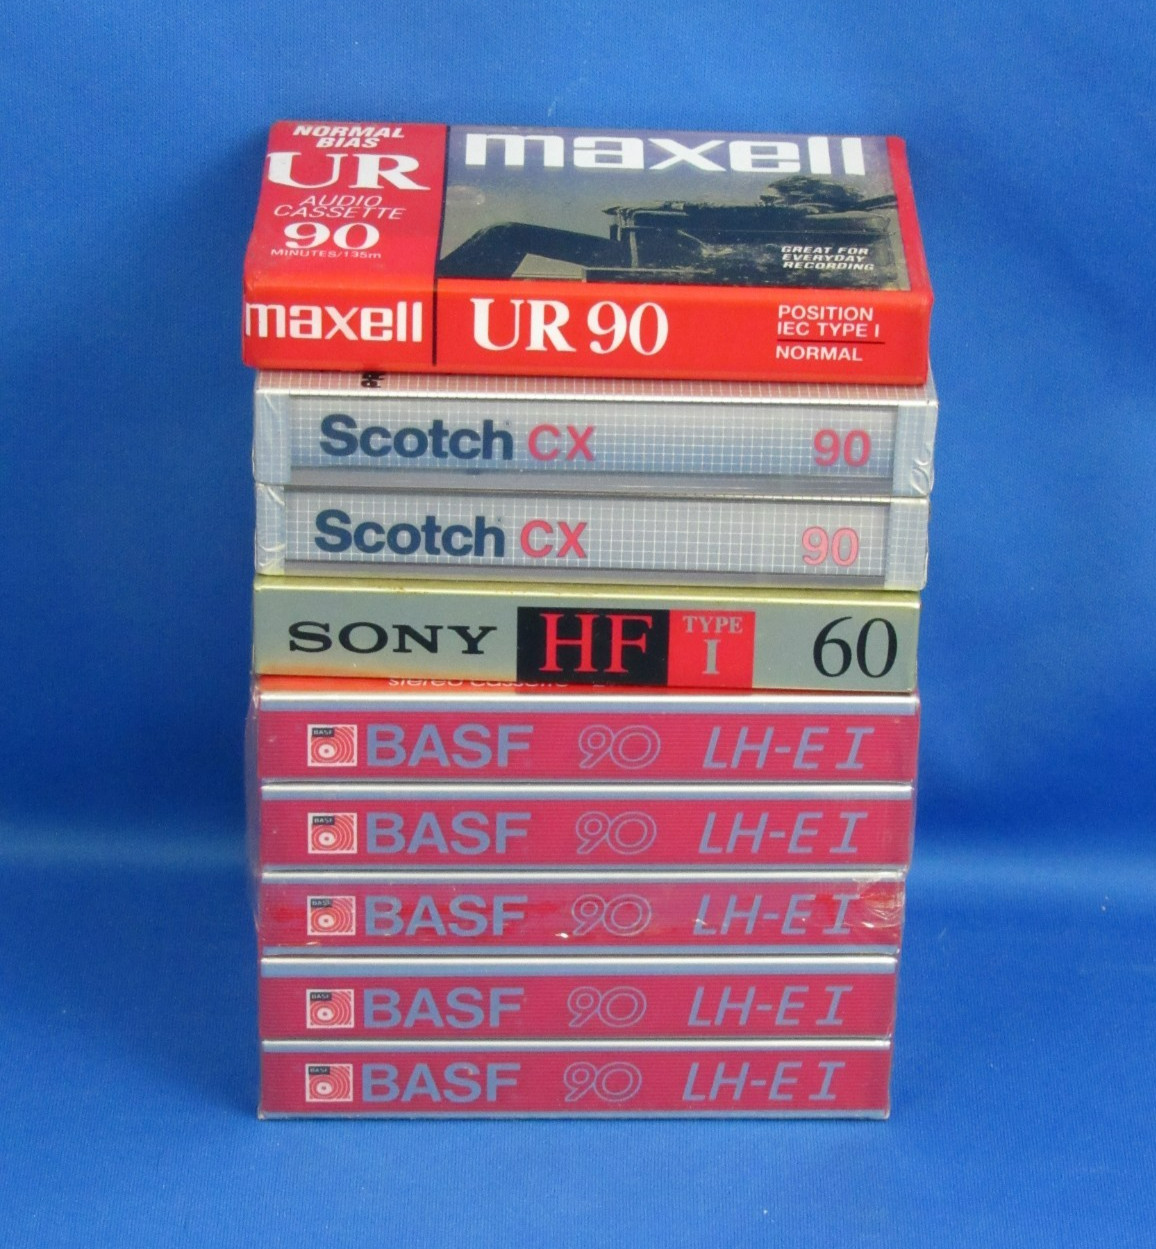 NORMAL
BIAS
UR
AUDIO
CASSETTE
90
MINUTES/135m
maxell
GREAT FOR
EVERYDAY
RECORDING
maxell
UR 90
POSITION
IEC TYPE I
NORMAL
Scotch CX 90
Scotch CX 90
SONY HF TYPE I 60
stereo cassette
BASF BASF 90 LH-E I
BASF BASF 90 LH-E I
BASF BASF 90 LH-E I
BASF BASF 90 LH-E I
BASF BASF 90 LH-E I